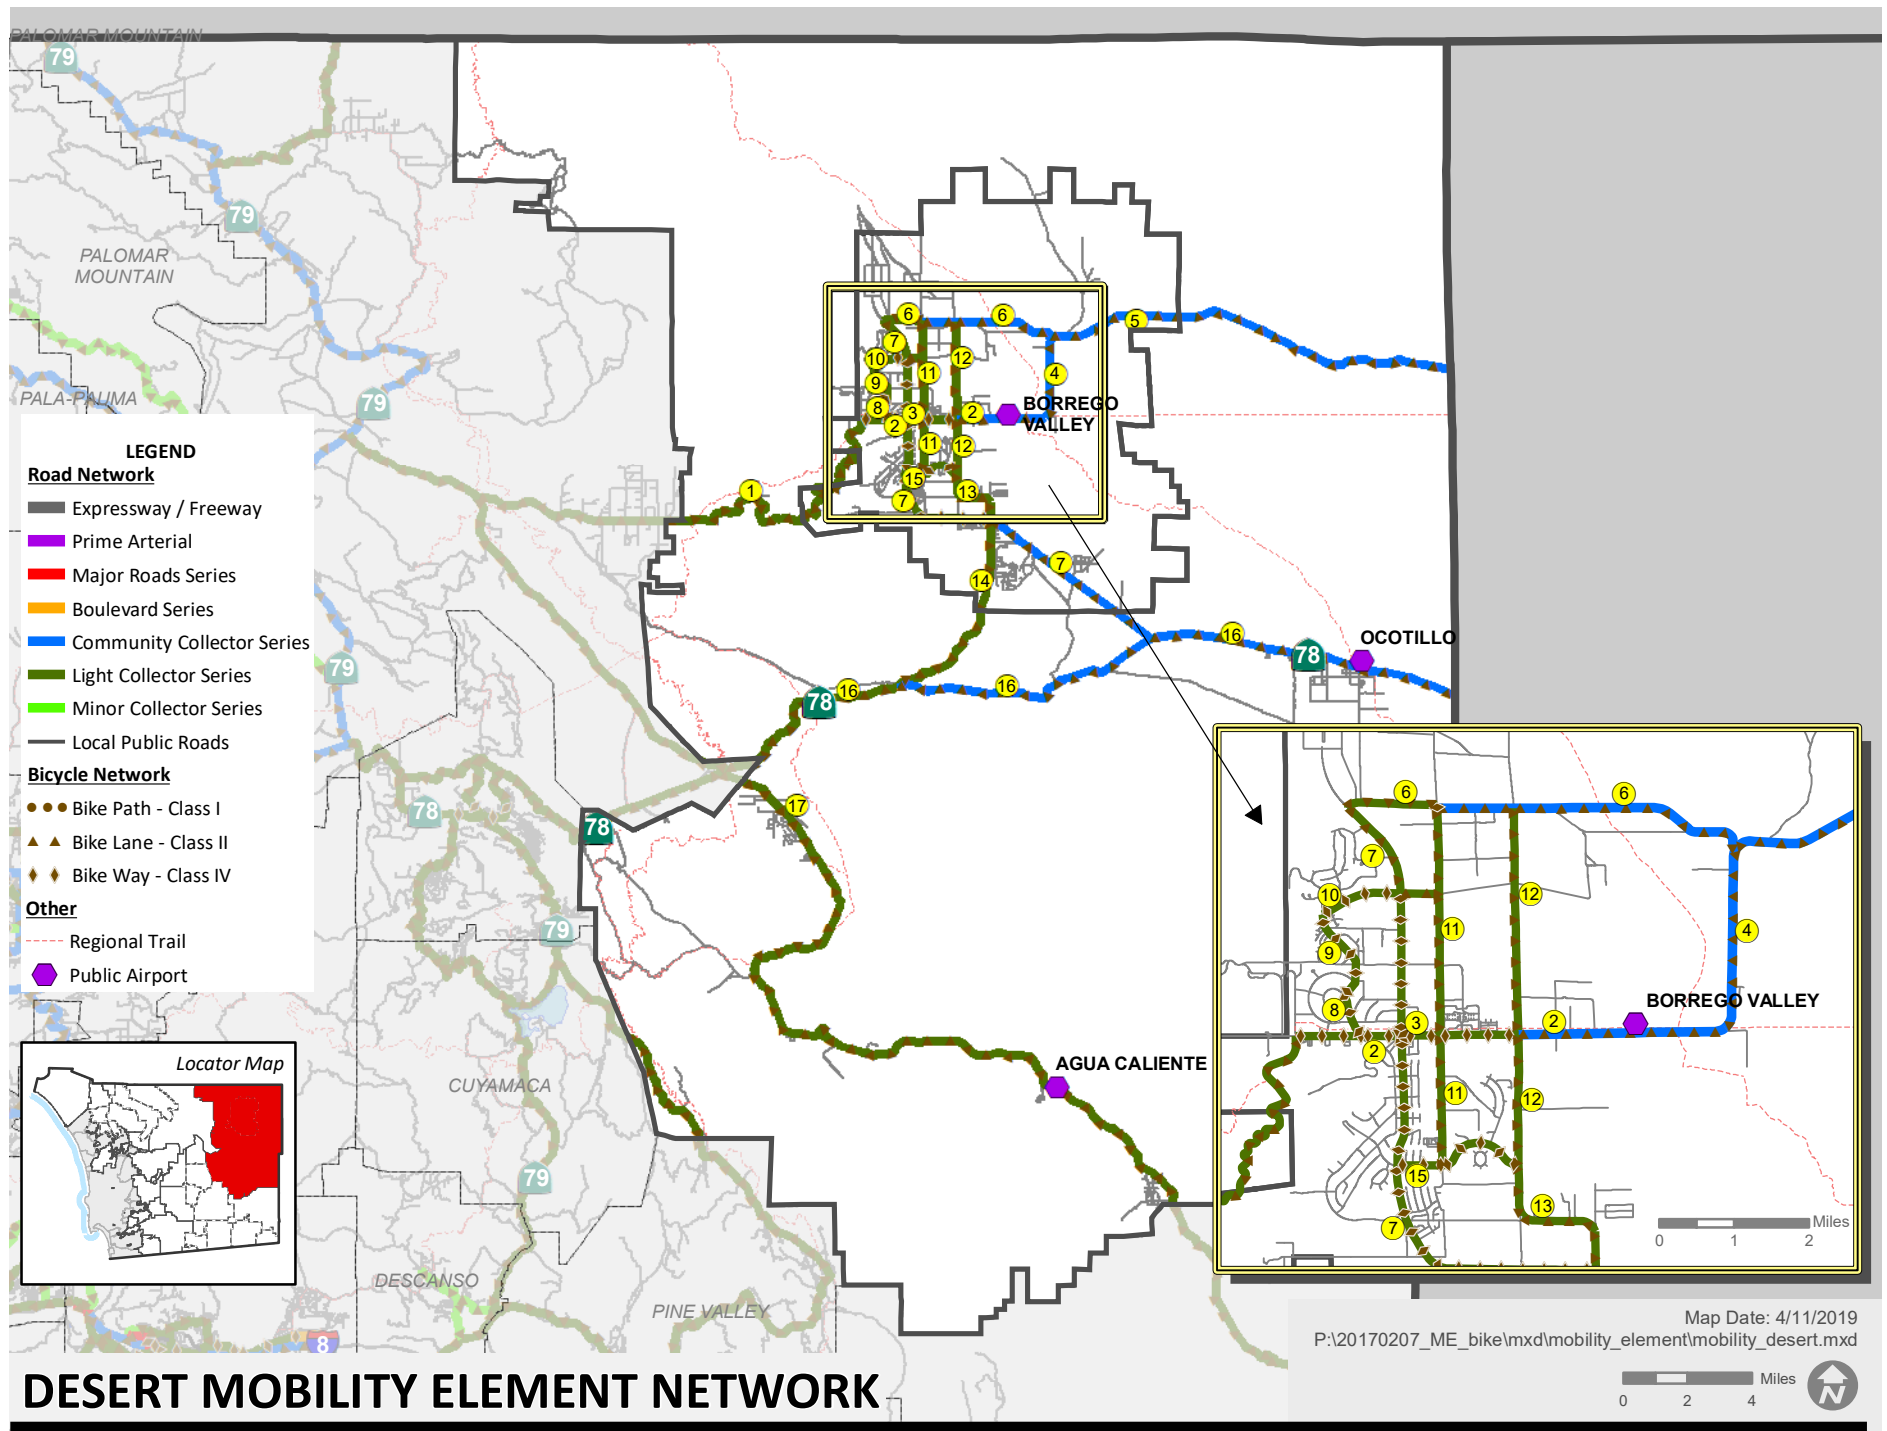 PALOMAR MOUNTAIN
79
79
PALOMAR
MOUNTAIN
79
PALA-PAUMA
LEGEND
Road Network
Expressway / Freeway
Prime Arterial
Major Roads Series
Boulevard Series
Community Collector Series
Light Collector Series
Minor Collector Series
Local Public Roads
Bicycle Network
Bike Path - Class I
Bike Lane - Class II
Bike Way - Class IV
Other
Regional Trail
Public Airport
6
6
5
7
10
12
11
4
9
8
3
2
2
BORREGO
VALLEY
11
12
15
13
7
1
7
14
16
OCOTILLO
78
79
16
16
78
17
78
78
79
AGUA CALIENTE
CUYAMACA
79
DESCANSO
PINE VALLEY
8
Locator Map
6
6
7
10
12
11
4
9
8
3
2
2
BORREGO VALLEY
11
12
15
13
7
Miles
0 1 2
Map Date: 4/11/2019
P:\20170207_ME_bike\mxd\mobility_element\mobility_desert.mxd
Miles
0 2 4
N
DESERT MOBILITY ELEMENT NETWORK